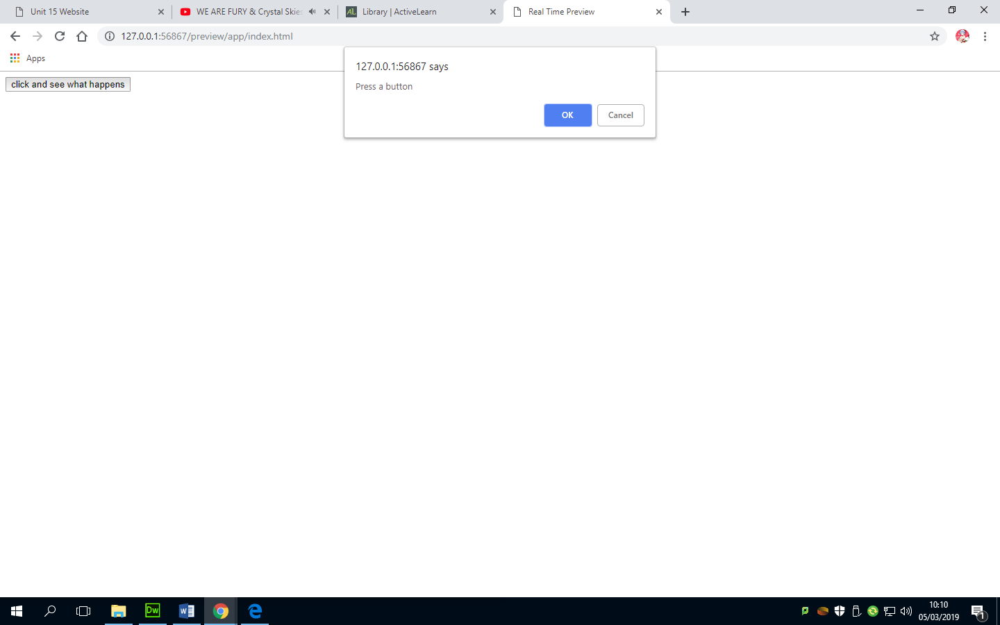 Unit 15 Website
WE ARE FURY & Crystal Skies
Library | ActiveLearn
Real Time Preview
127.0.0.1:56867/preview/app/index.html
Apps
127.0.0.1:56867 says
Press a button
OK
Cancel
click and see what happens
Dw
10:10
05/03/2019
1